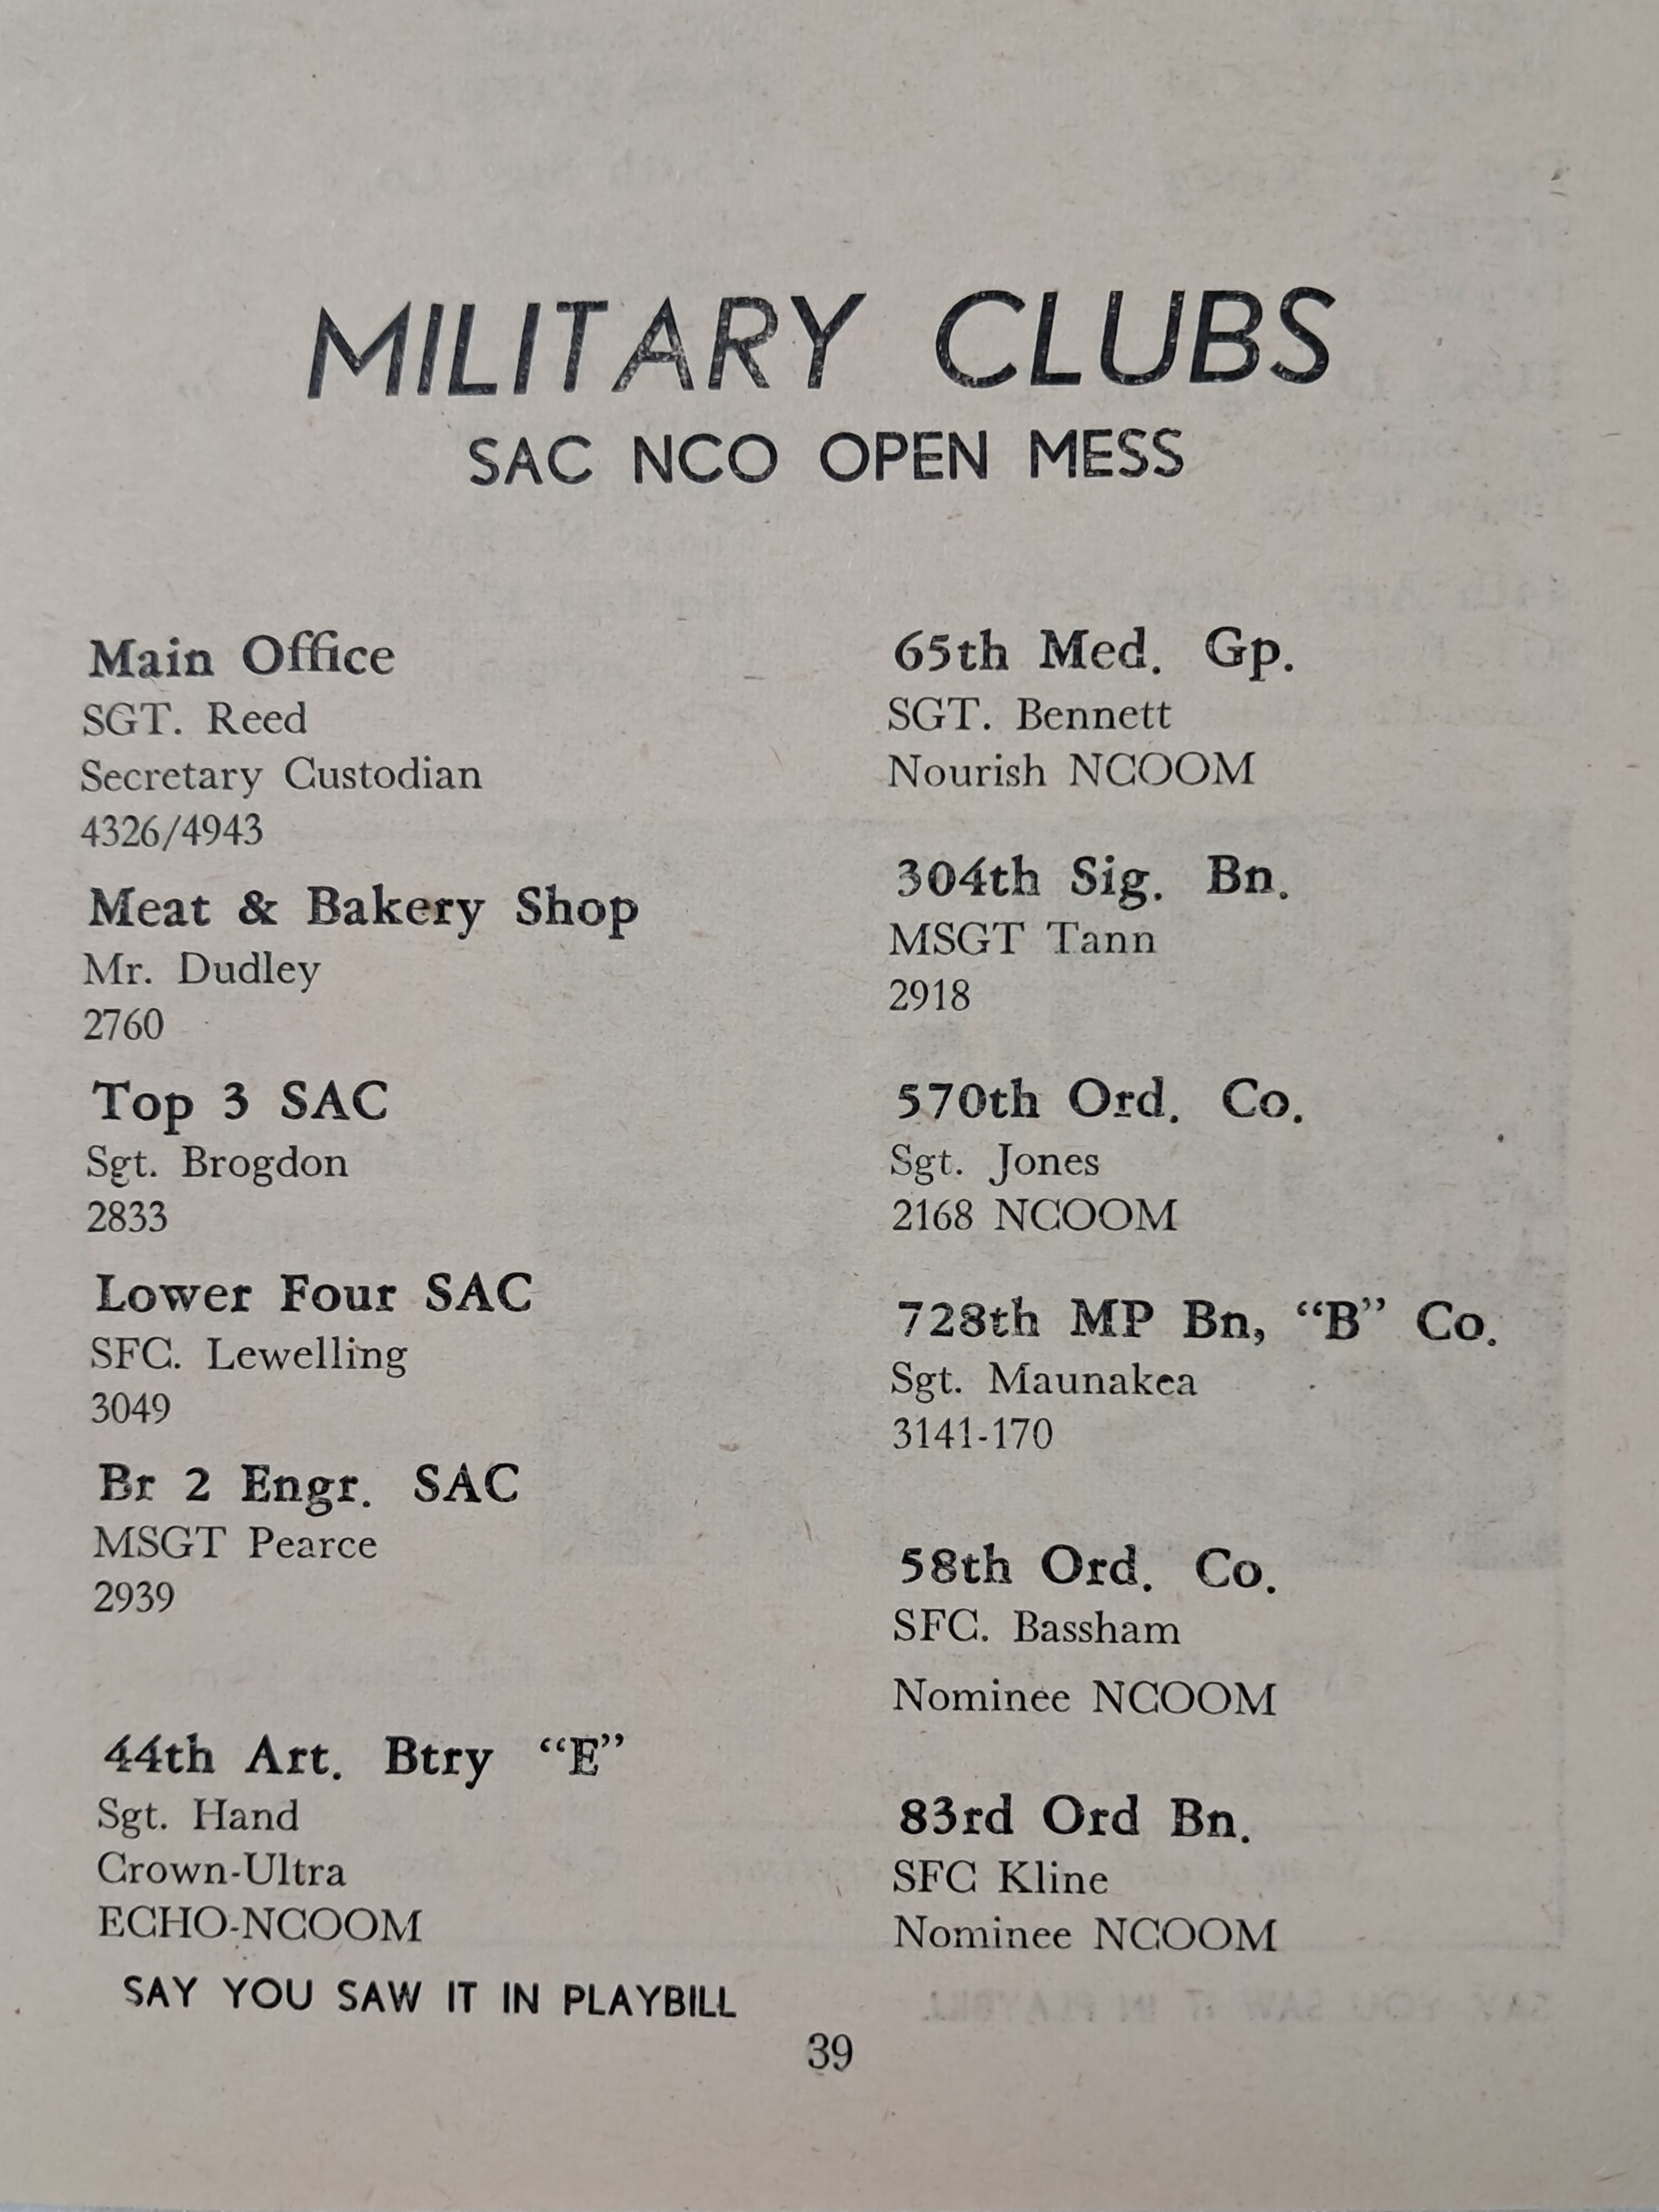 MILITARY CLUBS
SAC NCO OPEN MESS
Main Office
SGT. Reed
Secretary Custodian
4326/4943
Meat & Bakery Shop
Mr. Dudley
2760
Top 3 SAC
Sgt. Brogdon
2833
Lower Four SAC
SFC. Lewelling
3049
Br 2 Engr. SAC
MSGT Pearce
2939
44th Art. Btry “E”
Sgt. Hand
Crown-Ultra
ECHO-NCOOM
65th Med. Gp.
SGT. Bennett
Nourish NCOOM
304th Sig. Bn.
MSGT Tann
2918
570th Ord. Co.
Sgt. Jones
2168 NCOOM
728th MP Bn, “B” Co.
Sgt. Maunakea
3141-170
58th Ord. Co.
SFC. Bassham
Nominee NCOOM
83rd Ord Bn.
SFC Kline
Nominee NCOOM
SAY YOU SAW IT IN PLAYBILL
39